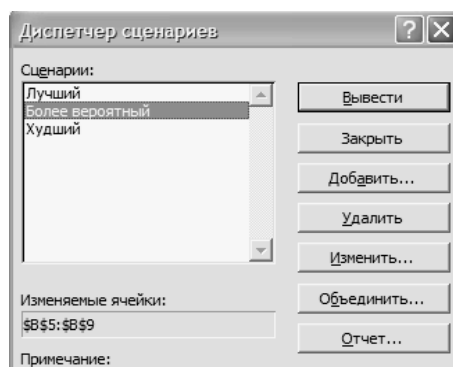 Диспетчер сценариев
Сценарии:
Лучший
Более вероятный
Худший
Вывести
Закрыть
Добавить...
Удалить
Изменить...
Объединить...
Отчет...
Изменяемые ячейки:
$B$5:$B$9
Примечание: